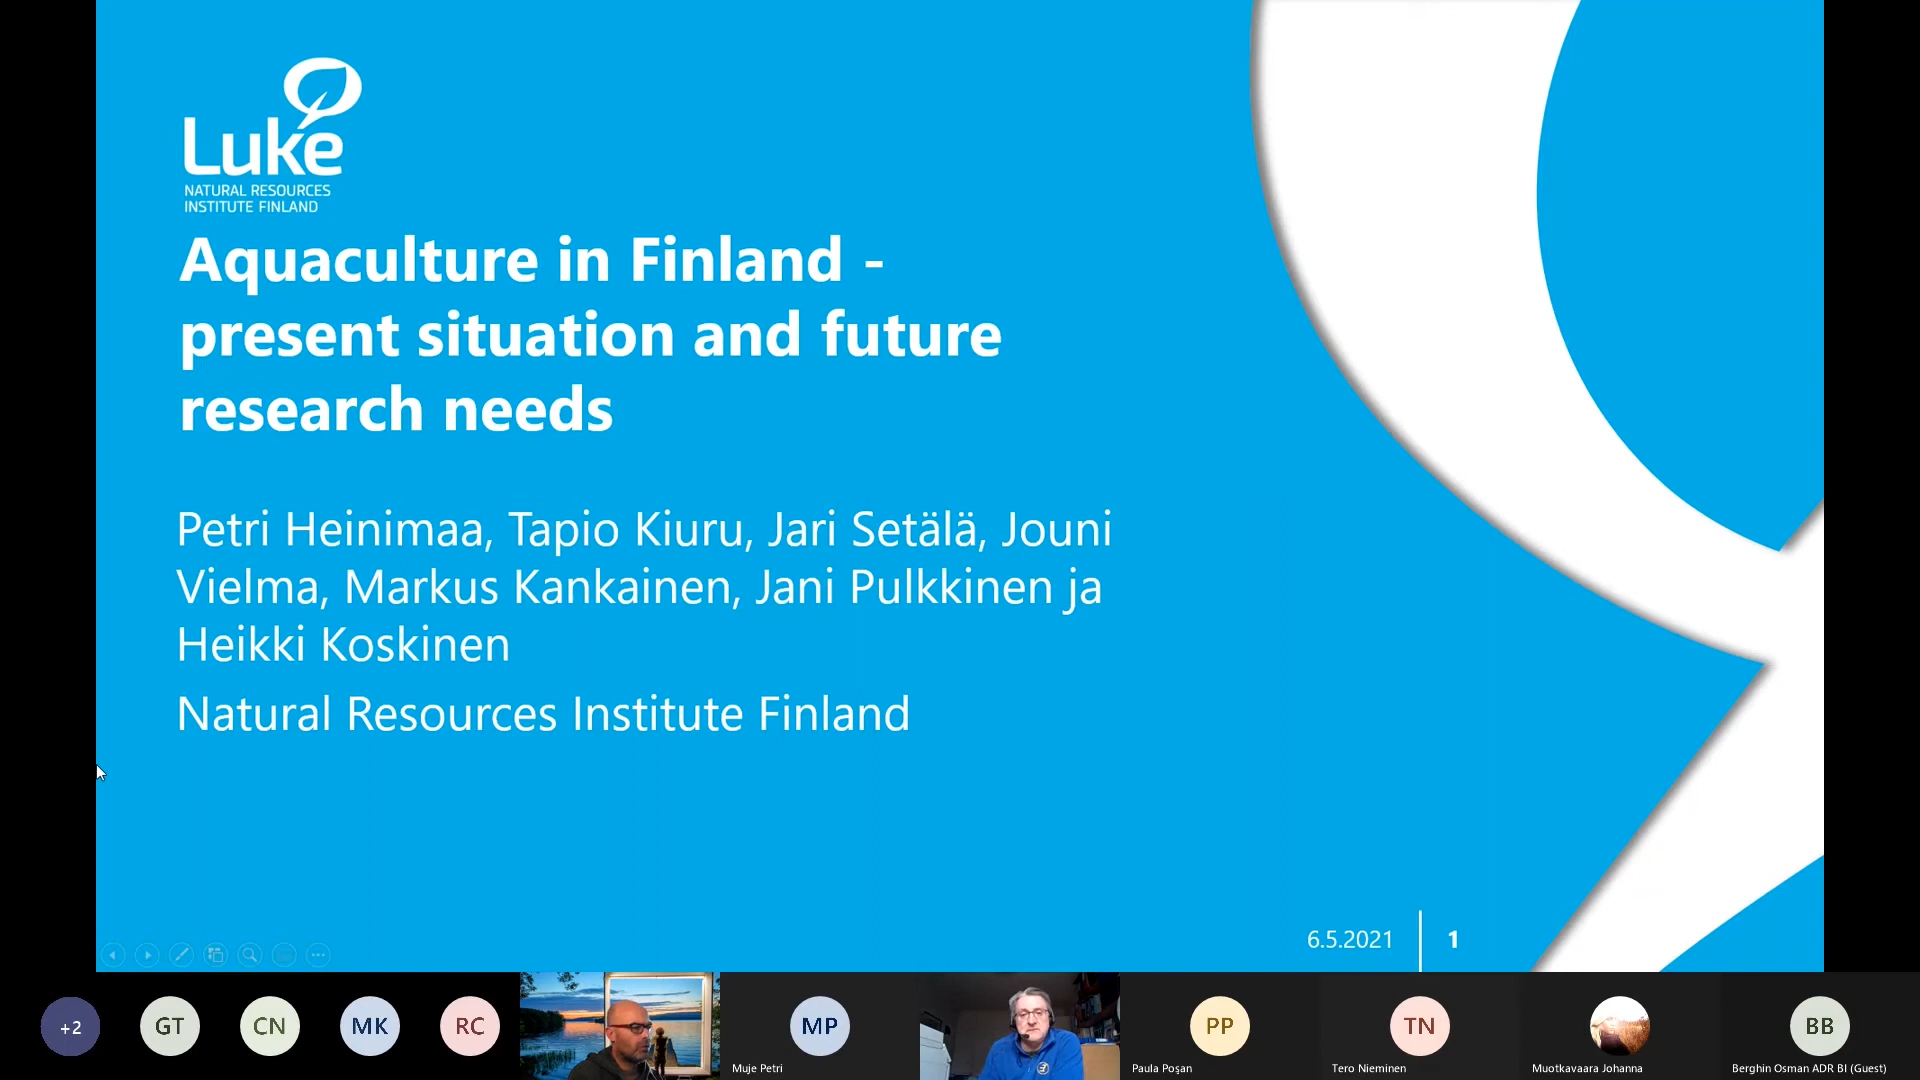 Luke
NATURAL RESOURCES
INSTITUTE FINLAND
Aquaculture in Finland -
present situation and future
research needs
Petri Heinimaa, Tapio Kiuru, Jari Setälä, Jouni
Vielma, Markus Kankainen, Jani Pulkkinen ja
Heikki Koskinen
Natural Resources Institute Finland
6.5.2021
1
+2
GT
CN
MK
RC
MP
Muje Petri
PP
Paula Poșan
TN
Tero Nieminen
Muotkavaara Johanna
BB
Berghin Osman ADR BI (Guest)